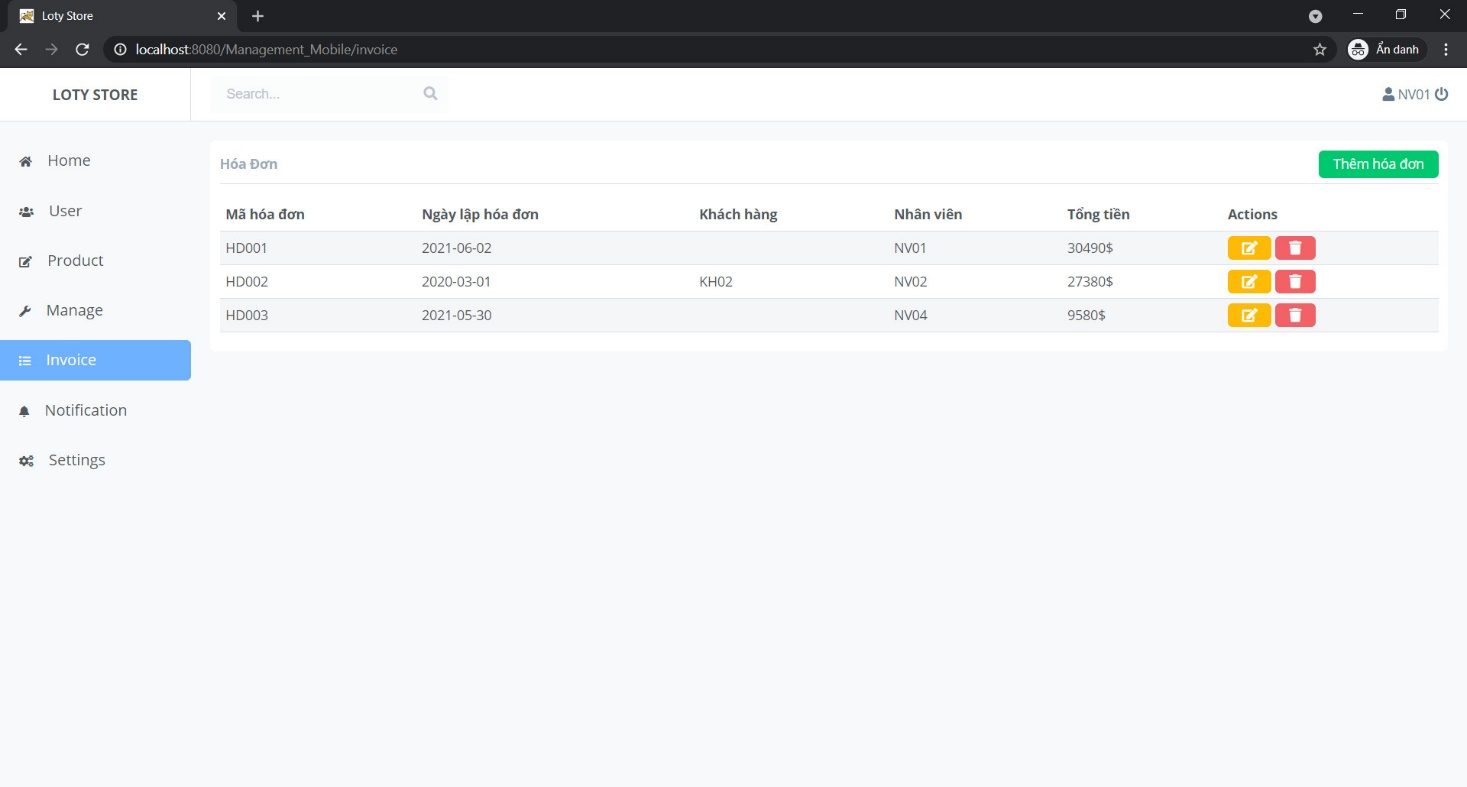 Loty Store
localhost:8080/Management_Mobile/invoice
Ẩn danh
LOTY STORE
Search...
NV01
Home
User
Product
Manage
Invoice
Notification
Settings
Hóa Đơn
Thêm hóa đơn
Mã hóa đơn Ngày lập hóa đơn Khách hàng Nhân viên Tổng tiền Actions
HD001 2021-06-02 NV01 30490$
HD002 2020-03-01 KH02 NV02 27380$
HD003 2021-05-30 NV04 9580$